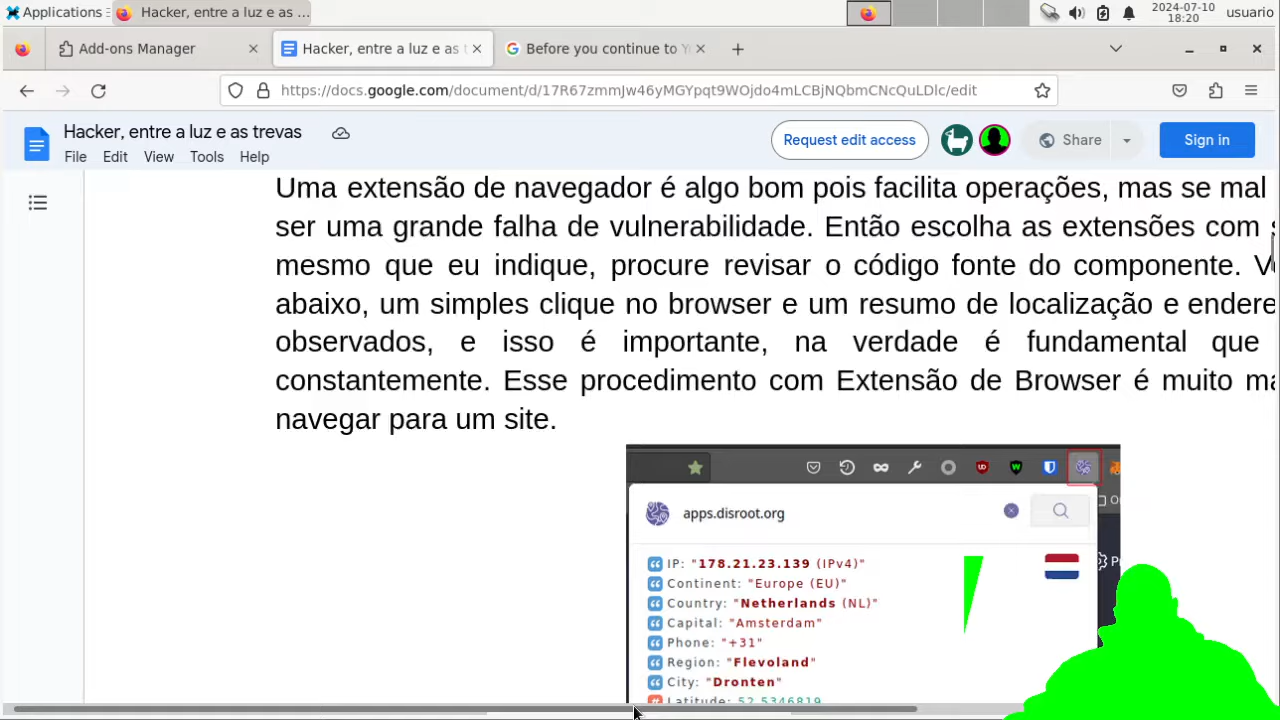 Applications
Hacker, entre a luz e as ...
2024-07-10
18:20
usuario
Add-ons Manager
Hacker, entre a luz e as t
Before you continue to Y
https://docs.google.com/document/d/17R67zmmJw46yMGYpqt9WOjdo4mLCBjNQbmCNcQuLDlc/edit
Hacker, entre a luz e as trevas
File Edit View Tools Help
Request edit access
Share
Sign in
Uma extensão de navegador é algo bom pois facilita operações, mas se mal
ser uma grande falha de vulnerabilidade. Então escolha as extensões com s
mesmo que eu indique, procure revisar o código fonte do componente. V
abaixo, um simples clique no browser e um resumo de localização e endere
observados, e isso é importante, na verdade é fundamental que
constantemente. Esse procedimento com Extensão de Browser é muito ma
navegar para um site.
apps.disroot.org
IP: "178.21.23.139 (IPv4)"
Continent: "Europe (EU)"
Country: "Netherlands (NL)"
Capital: "Amsterdam"
Phone: "+31"
Region: "Flevoland"
City: "Dronten"
Latitude: 52.5346819